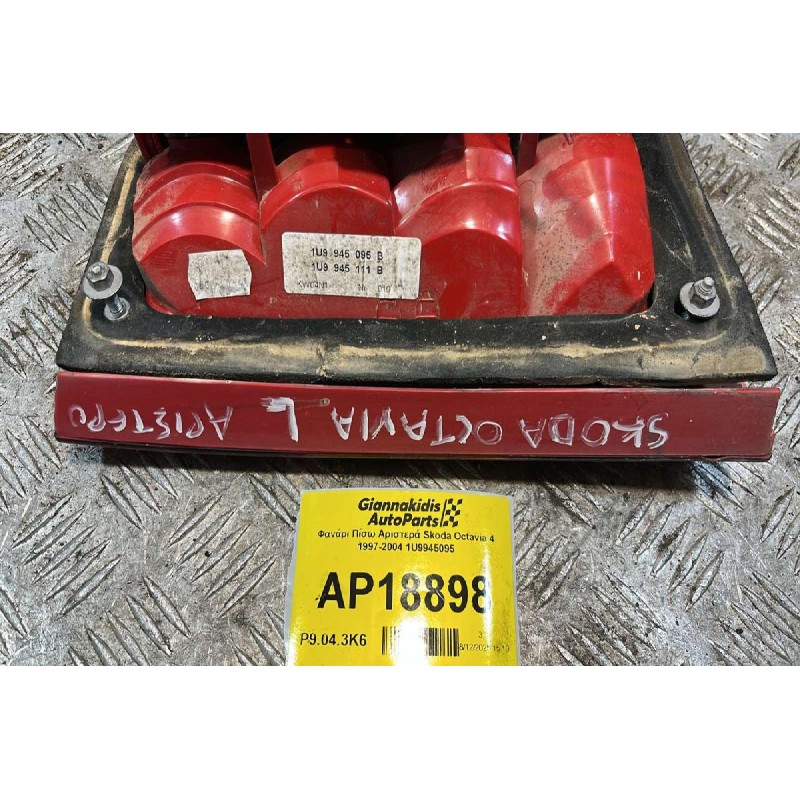 1U9 945 095 B
1U9 945 111 B
SKODA OCTAVIA L ΑΡΙΣΤΕΡΟ
Giannakidis
AutoParts
Φανάρι Πίσω Αριστερά Skoda Octavia 4
1997-2004 1U9945095
AP18898
P9.04.3K6
3